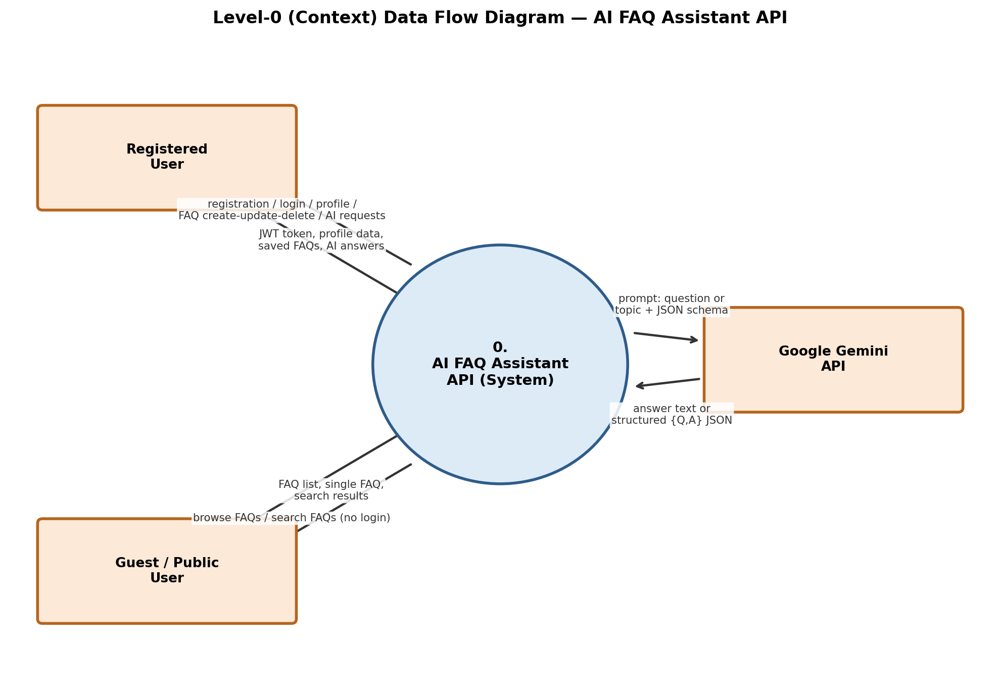 Level-0 (Context) Data Flow Diagram — AI FAQ Assistant API
Registered
User
registration / login / profile /
FAQ create-update-delete / AI requests
JWT token, profile data,
saved FAQs, AI answers
prompt: question or
topic + JSON schema
0.
AI FAQ Assistant
API (System)
Google Gemini
API
answer text or
structured {Q,A} JSON
FAQ list, single FAQ,
search results
browse FAQs / search FAQs (no login)
Guest / Public
User